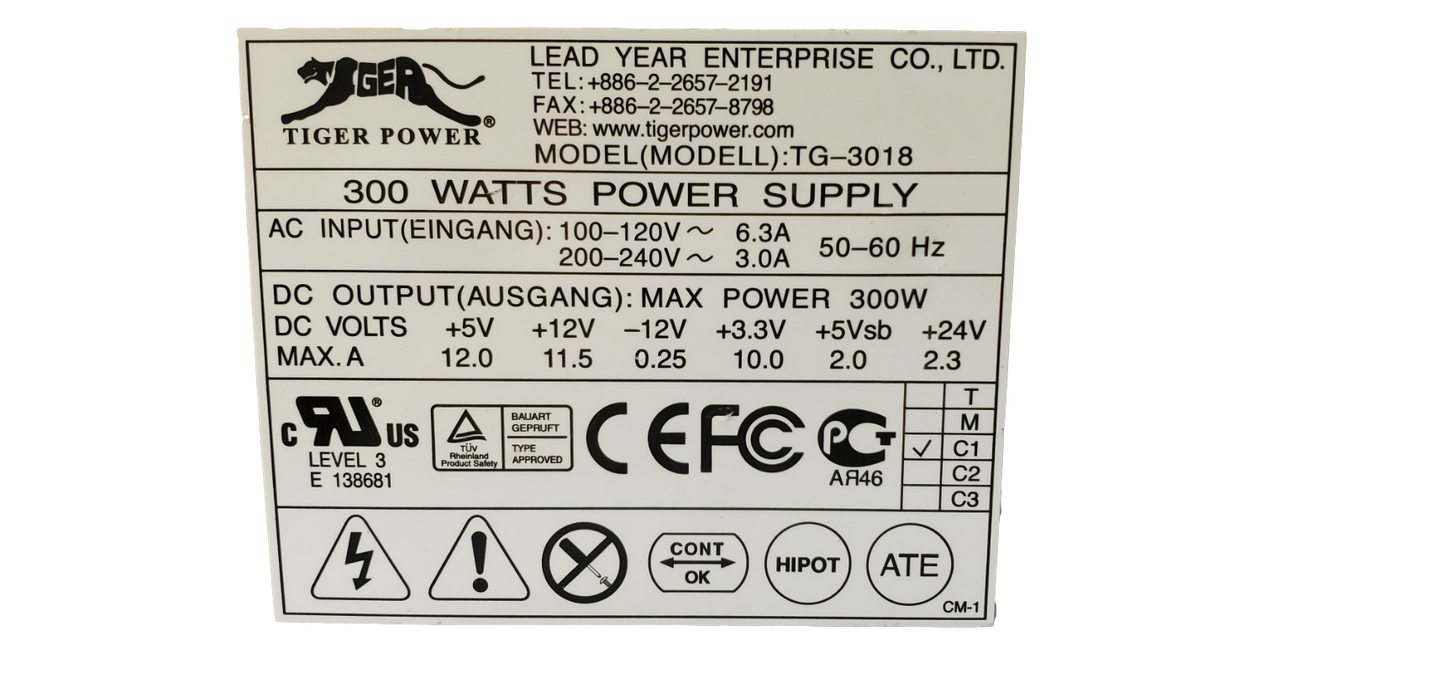 TIGER
TIGER POWER®
LEAD YEAR ENTERPRISE CO., LTD.
TEL: +886–2–2657–2191
FAX: +886–2–2657–8798
WEB: www.tigerpower.com
MODEL(MODELL):TG–3018
300 WATTS POWER SUPPLY
AC INPUT(EINGANG): 100–120V～ 6.3A
200–240V～ 3.0A
50–60 Hz
DC OUTPUT(AUSGANG): MAX POWER 300W
DC VOLTS +5V +12V –12V +3.3V +5Vsb +24V
MAX. A 12.0 11.5 0.25 10.0 2.0 2.3
C RU® US
LEVEL 3
E 138681
TÜV
Rheinland
Product Safety
BAUART
GEPRUFT
TYPE
APPROVED
CE FC
РСТ
АЯ46
T
M
✓ C1
C2
C3
CONT
OK
HIPOT
ATE
CM-1